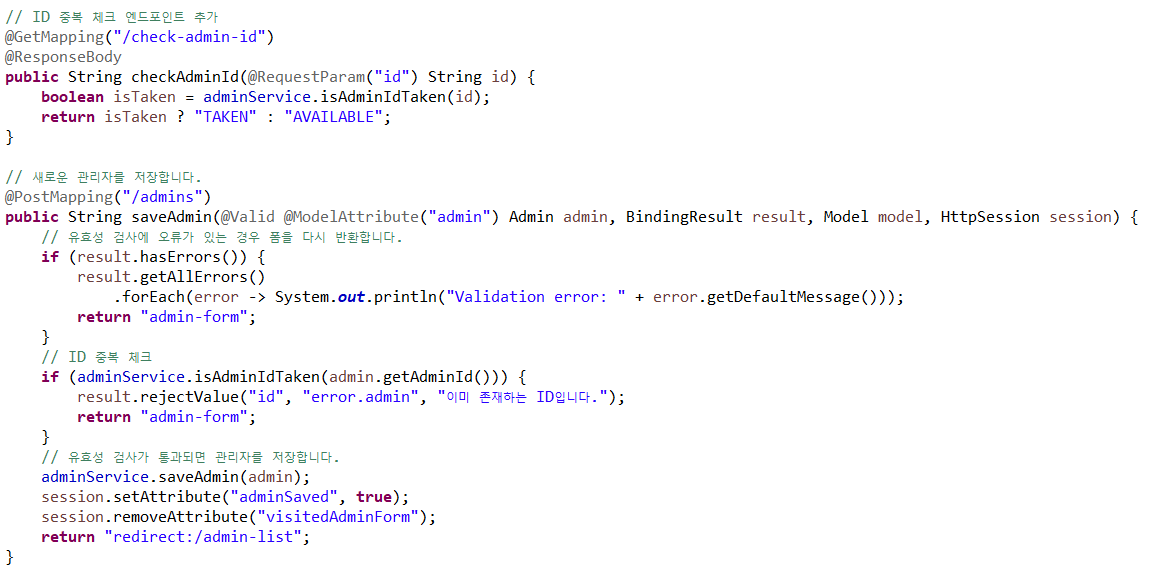 // ID 중복 체크 엔드포인트 추가
@GetMapping("/check-admin-id")
@ResponseBody
public String checkAdminId(@RequestParam("id") String id) {
    boolean isTaken = adminService.isAdminIdTaken(id);
    return isTaken ? "TAKEN" : "AVAILABLE";
}

// 새로운 관리자를 저장합니다.
@PostMapping("/admins")
public String saveAdmin(@Valid @ModelAttribute("admin") Admin admin, BindingResult result, Model model, HttpSession session) {
    // 유효성 검사에 오류가 있는 경우 폼을 다시 반환합니다.
    if (result.hasErrors()) {
        result.getAllErrors()
            .forEach(error -> System.out.println("Validation error: " + error.getDefaultMessage()));
        return "admin-form";
    }
    // ID 중복 체크
    if (adminService.isAdminIdTaken(admin.getAdminId())) {
        result.rejectValue("id", "error.admin", "이미 존재하는 ID입니다.");
        return "admin-form";
    }
    // 유효성 검사가 통과되면 관리자를 저장합니다.
    adminService.saveAdmin(admin);
    session.setAttribute("adminSaved", true);
    session.removeAttribute("visitedAdminForm");
    return "redirect:/admin-list";
}